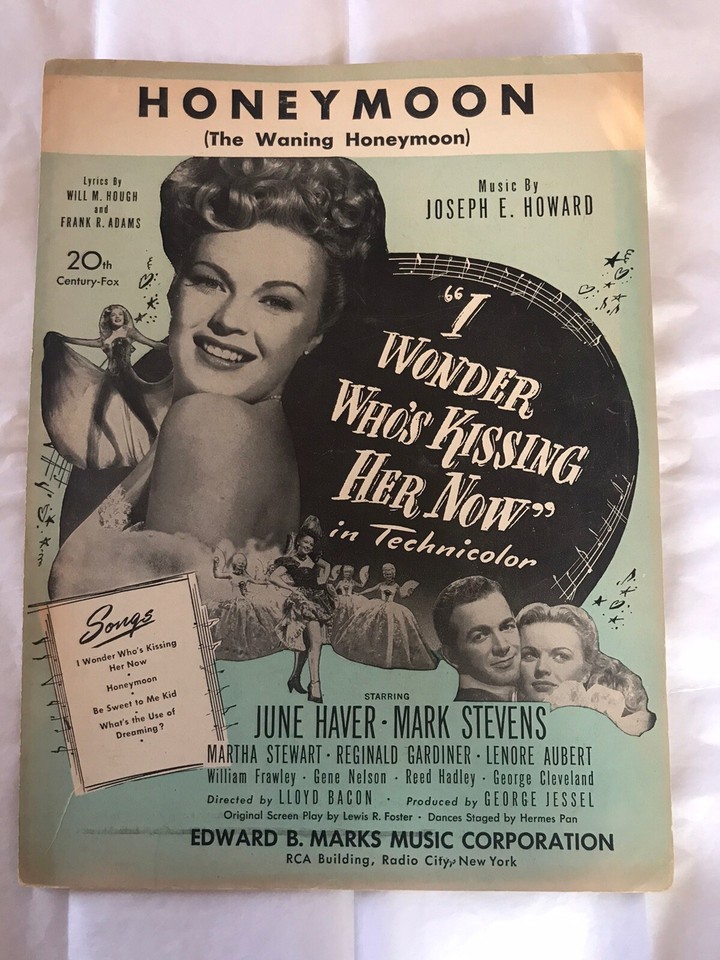 HONEYMOON
(The Waning Honeymoon)
Lyrics By
WILL M. HOUGH
and
FRANK R. ADAMS
Music By
JOSEPH E. HOWARD
20th
Century-Fox
"I
WONDER
WHO'S KISSING
HER NOW"
in Technicolor
Songs
I Wonder Who's Kissing
Her Now
•
Honeymoon
•
Be Sweet to Me Kid
•
What's the Use of
Dreaming?
•
STARRING
JUNE HAVER • MARK STEVENS
MARTHA STEWART • REGINALD GARDINER • LENORE AUBERT
William Frawley • Gene Nelson • Reed Hadley • George Cleveland
Directed by LLOYD BACON • Produced by GEORGE JESSEL
Original Screen Play by Lewis R. Foster • Dances Staged by Hermes Pan
EDWARD B. MARKS MUSIC CORPORATION
RCA Building, Radio City, New York